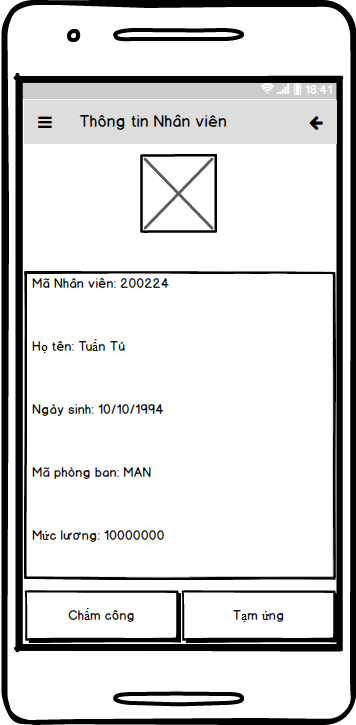 18:41
Thông tin Nhân viên
Mã Nhân viên: 200224
Họ tên: Tuấn Tú
Ngày sinh: 10/10/1994
Mã phòng ban: MAN
Mức lương: 10000000
Chấm công
Tạm ứng